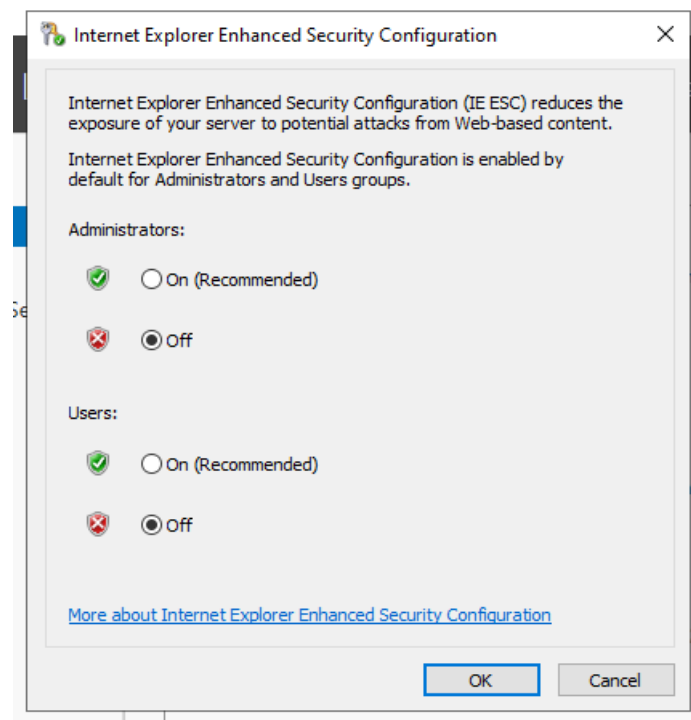 Internet Explorer Enhanced Security Configuration
Internet Explorer Enhanced Security Configuration (IE ESC) reduces the
exposure of your server to potential attacks from Web-based content.
Internet Explorer Enhanced Security Configuration is enabled by
default for Administrators and Users groups.
Administrators:
On (Recommended)
Off
Users:
On (Recommended)
Off
More about Internet Explorer Enhanced Security Configuration
OK Cancel